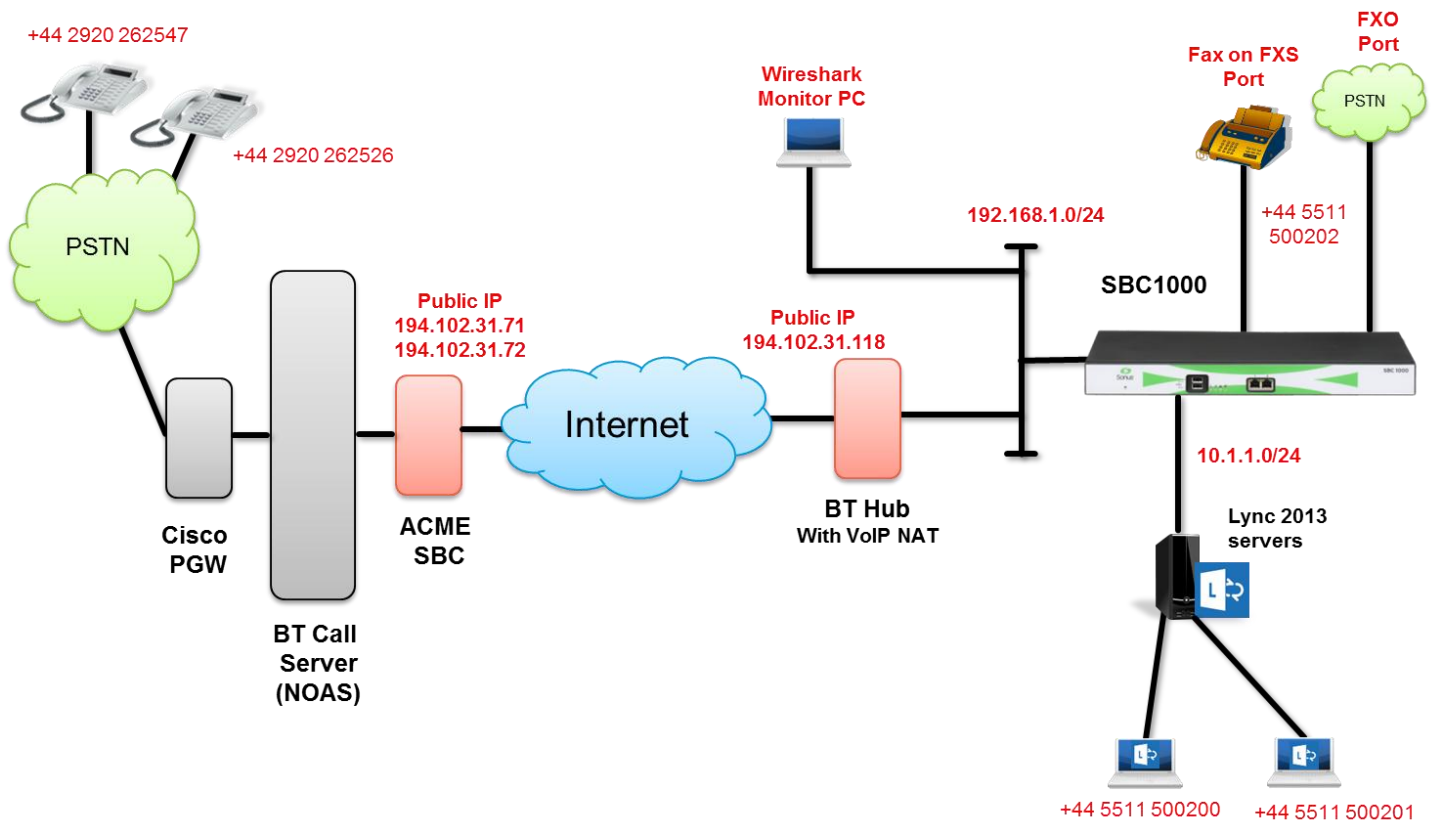 +44 2920 262547
+44 2920 262526
PSTN
Cisco
PGW
BT Call
Server
(NOAS)
Public IP
194.102.31.71
194.102.31.72
ACME
SBC
Internet
Public IP
194.102.31.118
BT Hub
With VoIP NAT
Wireshark
Monitor PC
192.168.1.0/24
Fax on FXS
Port
+44 5511
500202
FXO
Port
PSTN
SBC1000
Sonus
SBC 1000
10.1.1.0/24
Lync 2013
servers
L
+44 5511 500200
+44 5511 500201